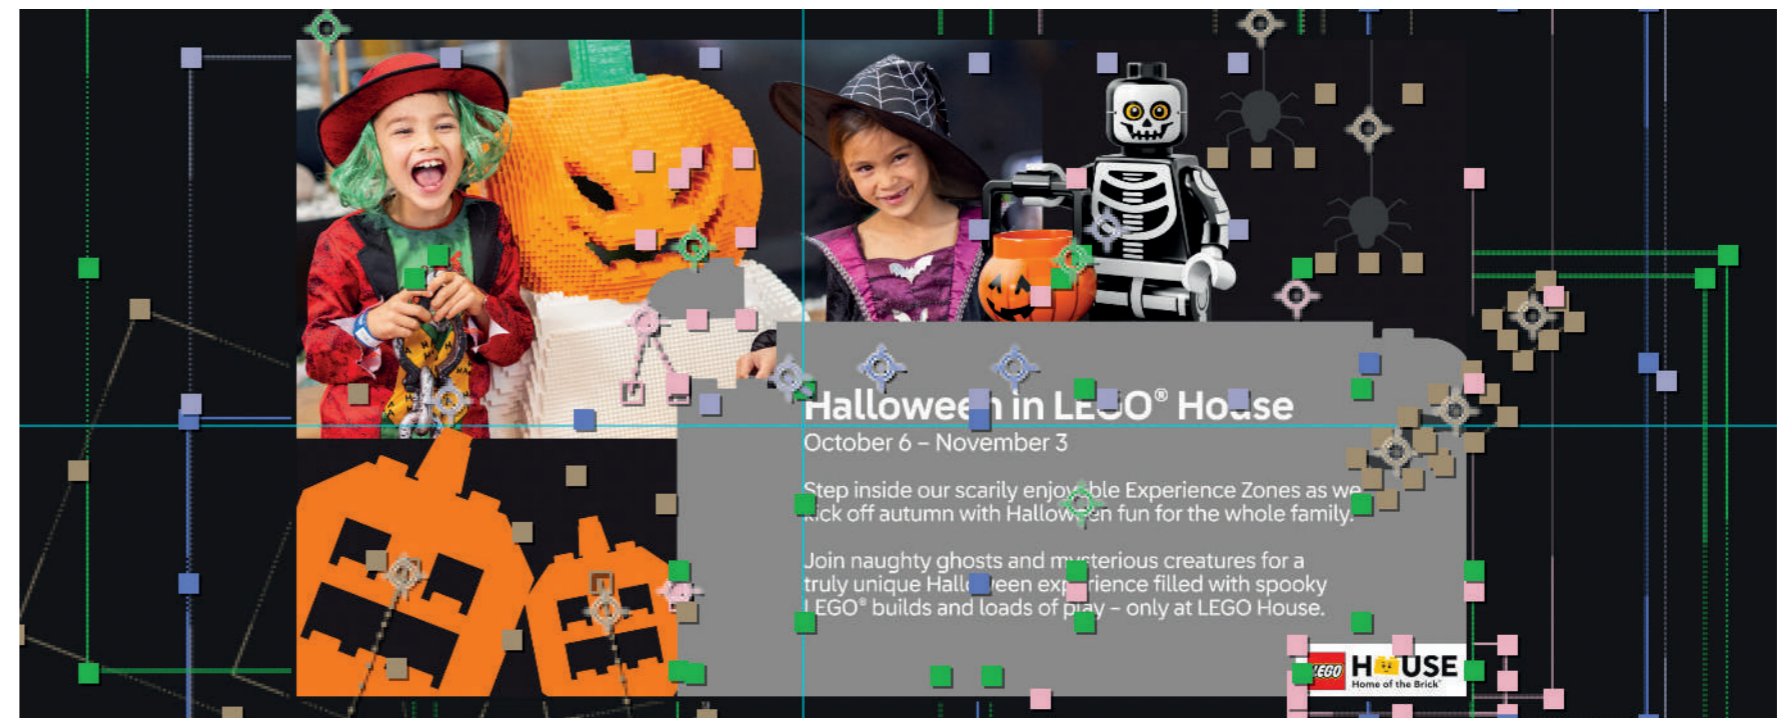 Halloween in LEGO® House
October 6 – November 3
Step inside our scarily enjoyable Experience Zones as we
kick off autumn with Halloween fun for the whole family.
Join naughty ghosts and mysterious creatures for a
truly unique Halloween experience filled with spooky
LEGO® builds and loads of play – only at LEGO House.
LEGO HOUSE
Home of the Brick